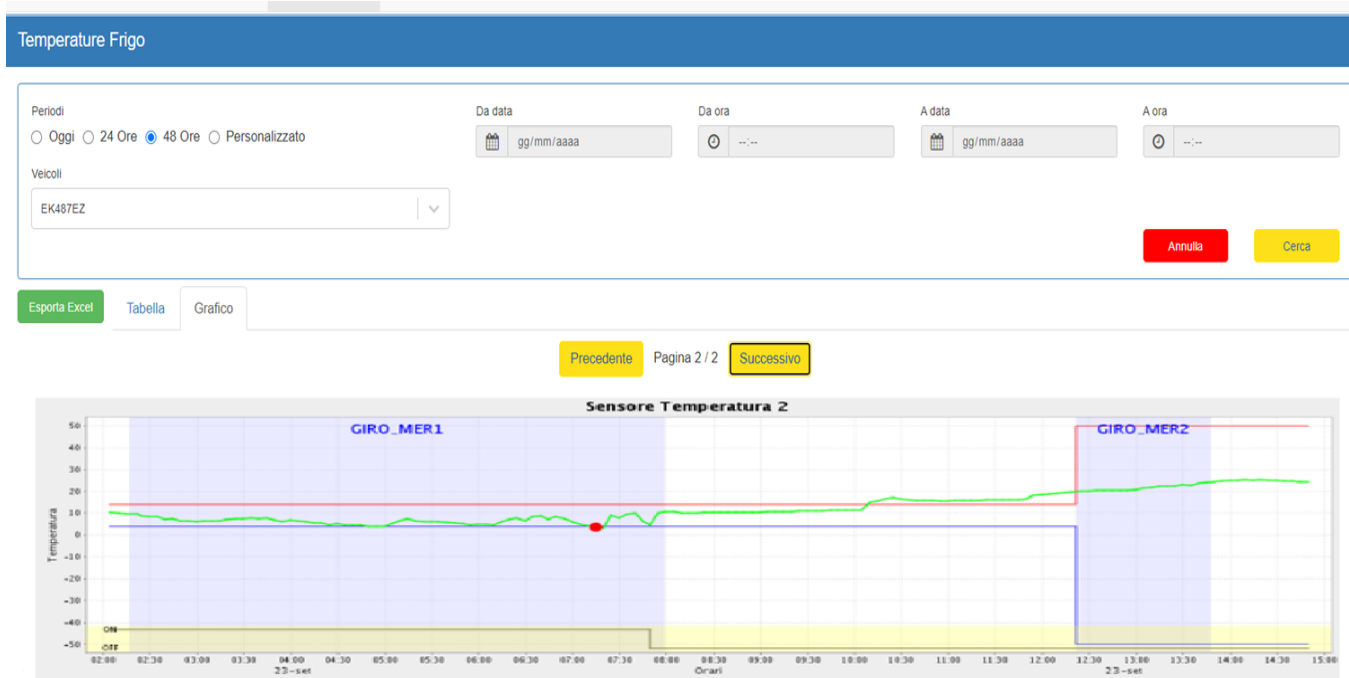 Temperature Frigo
Periodi
Oggi 24 Ore 48 Ore Personalizzato
Da data
gg/mm/aaaa
Da ora
--:--
A data
gg/mm/aaaa
A ora
--:--
Veicoli
EK487EZ
Annulla Cerca
Esporta Excel Tabella Grafico
Precedente Pagina 2 / 2 Successivo
Sensore Temperatura 2
GIRO_MER1 GIRO_MER2
Temperatura
50
40
30
20
10
0
-10
-20
-30
-40
-50
ON
OFF
02:00 02:30 03:00 03:30 04:00 04:30 05:00 05:30 06:00 06:30 07:00 07:30 08:00 08:30 09:00 09:30 10:00 10:30 11:00 11:30 12:00 12:30 13:00 13:30 14:00 14:30 15:00
23-set Orari 23-set